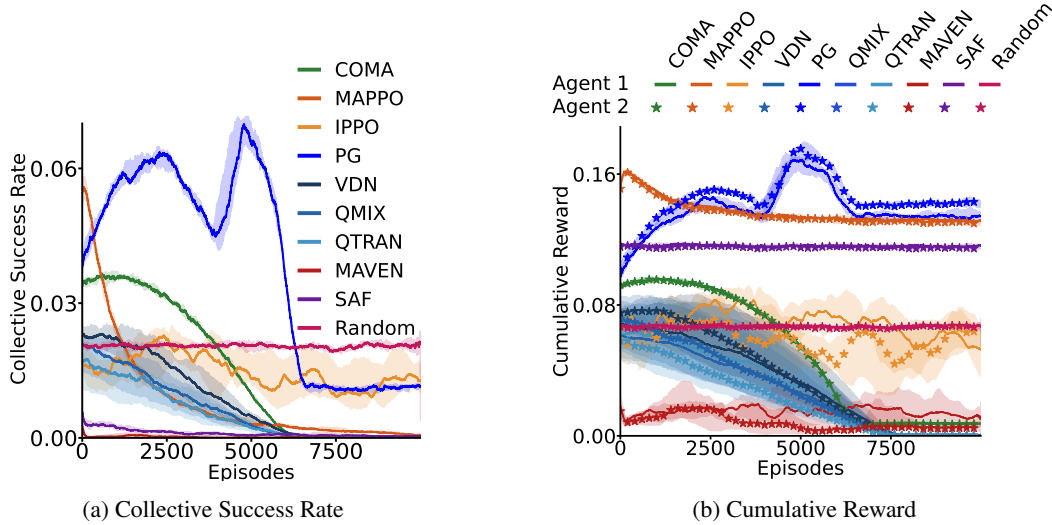 COMA
MAPPO
IPPO
PG
VDN
QMIX
QTRAN
MAVEN
SAF
Random
Collective Success Rate
0.06
0.03
0.00
0 2500 5000 7500
Episodes
(a) Collective Success Rate
COMA MAPPO IPPO VDN PG QMIX QTRAN MAVEN SAF Random
Agent 1
Agent 2
Cumulative Reward
0.16
0.08
0.00
0 2500 5000 7500
Episodes
(b) Cumulative Reward